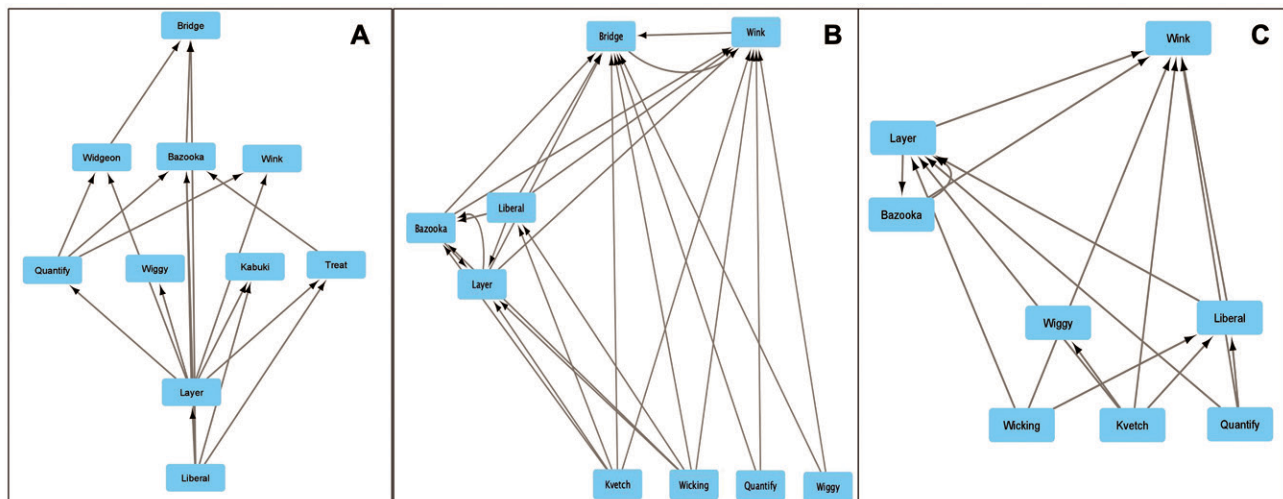 A
Bridge
Widgeon
Bazooka
Wink
Quantify
Wiggy
Kabuki
Treat
Layer
Liberal
B
Bridge
Wink
Liberal
Bazooka
Layer
Kvetch
Wicking
Quantify
Wiggy
C
Wink
Layer
Bazooka
Wiggy
Liberal
Wicking
Kvetch
Quantify